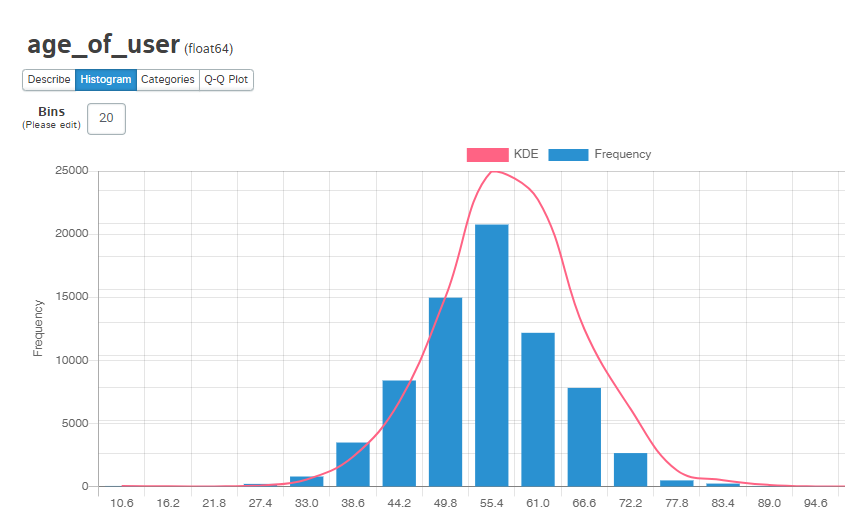 age_of_user (float64)
Describe Histogram Categories Q-Q Plot
Bins
(Please edit)
20
KDE Frequency
25000
20000
15000
10000
5000
0
Frequency
10.6 16.2 21.8 27.4 33.0 38.6 44.2 49.8 55.4 61.0 66.6 72.2 77.8 83.4 89.0 94.6